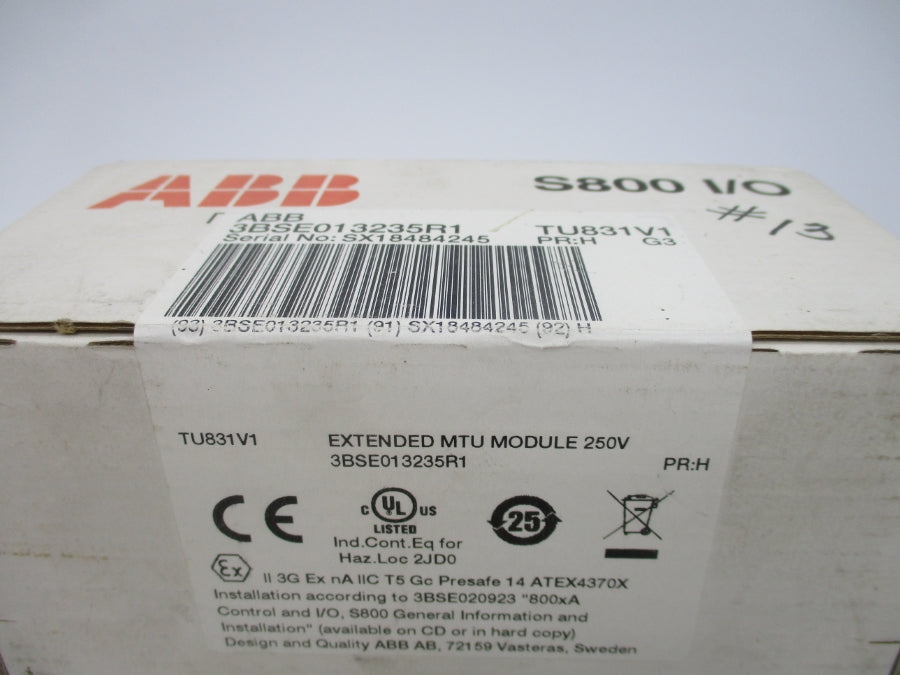 ABB
S800 I/O
#13
ABB
3BSE013235R1 TU831V1
Serial No: SX18484245 PR:H G3
3BSE013235R1 (91) SX18484245 (92) H
TU831V1 EXTENDED MTU MODULE 250V
3BSE013235R1 PR:H
CE
c UL US
LISTED
25
Ind.Cont.Eq for
Haz.Loc 2JD0
Ex II 3G Ex nA IIC T5 Gc Presafe 14 ATEX4370X
Installation according to 3BSE020923 "800xA
Control and I/O, S800 General Information and
Installation" (available on CD or in hard copy)
Design and Quality ABB AB, 72159 Vasteras, Sweden